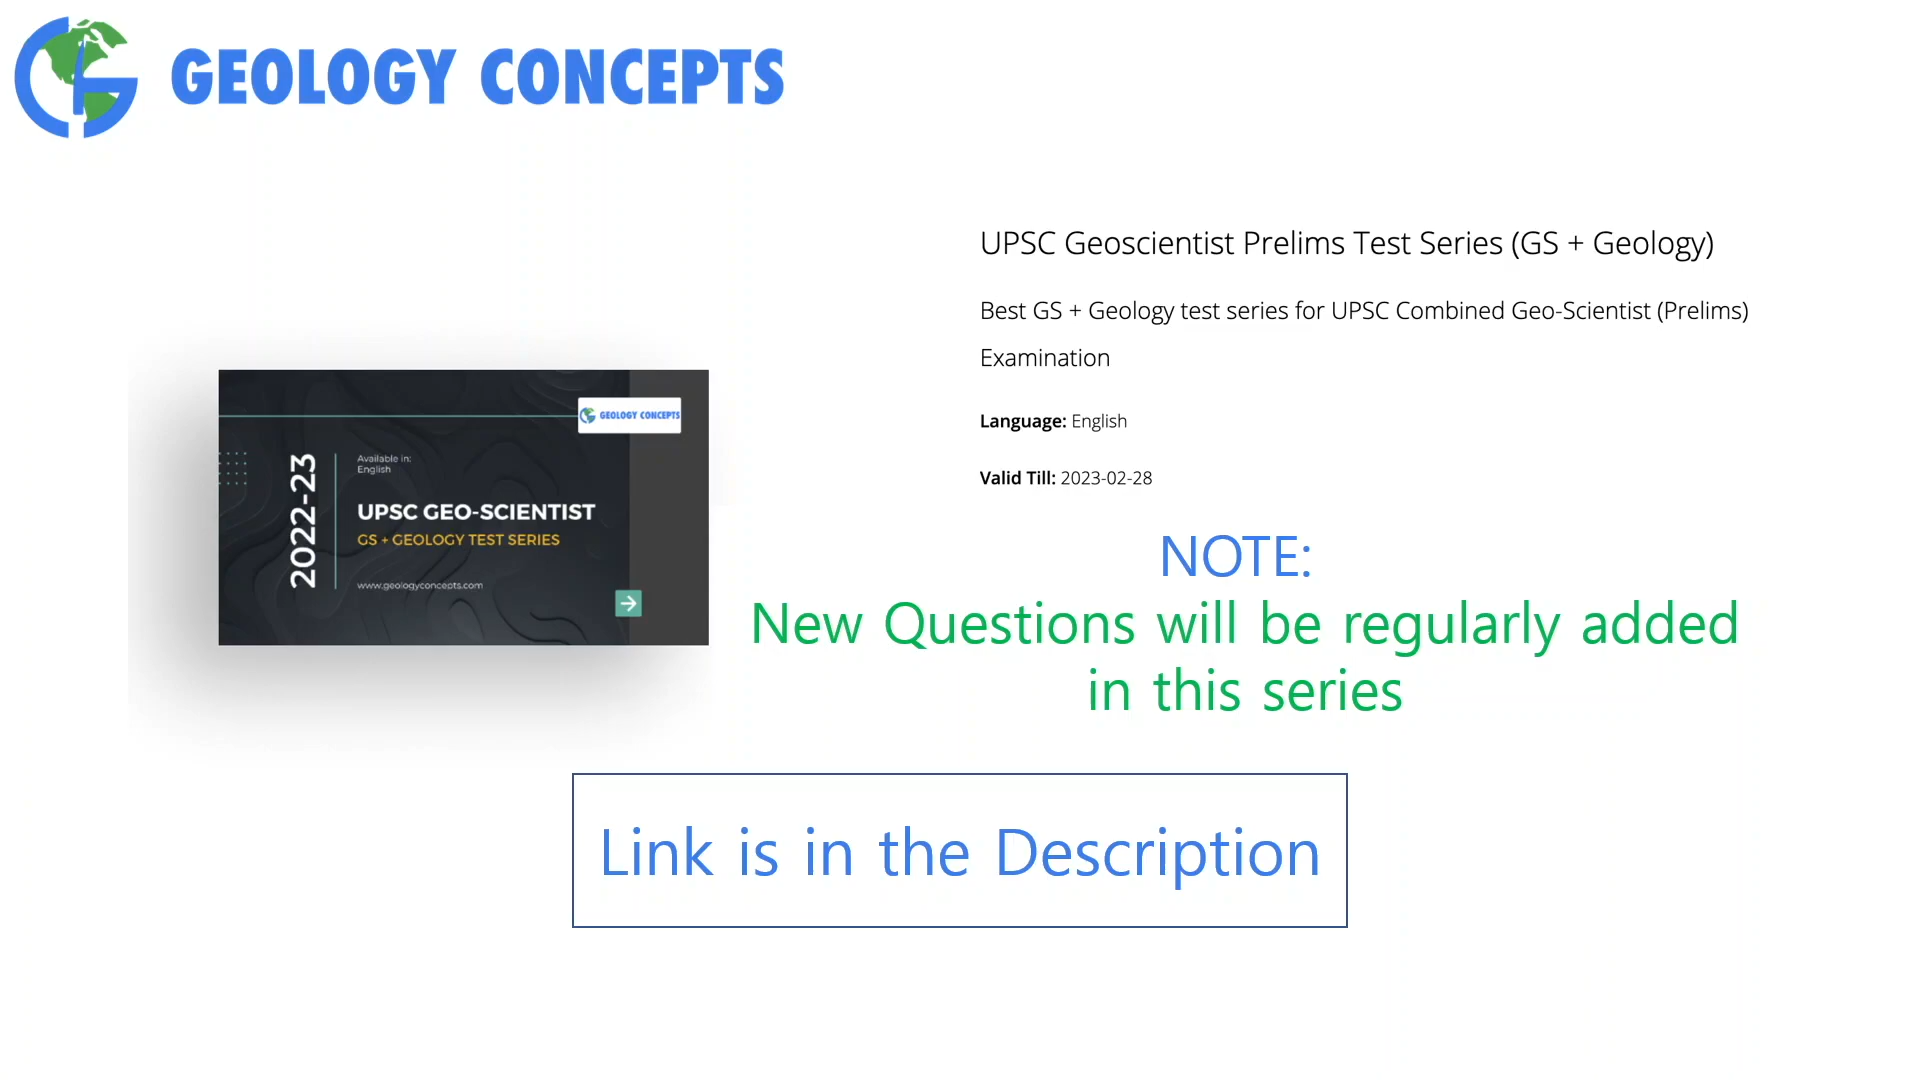 GEOLOGY CONCEPTS
UPSC Geoscientist Prelims Test Series (GS + Geology)
Best GS + Geology test series for UPSC Combined Geo-Scientist (Prelims)
Examination
Language: English
Valid Till: 2023-02-28
GEOLOGY CONCEPTS
2022-23
Available in:
English
UPSC GEO-SCIENTIST
GS + GEOLOGY TEST SERIES
www.geologyconcepts.com
NOTE:
New Questions will be regularly added
in this series
Link is in the Description